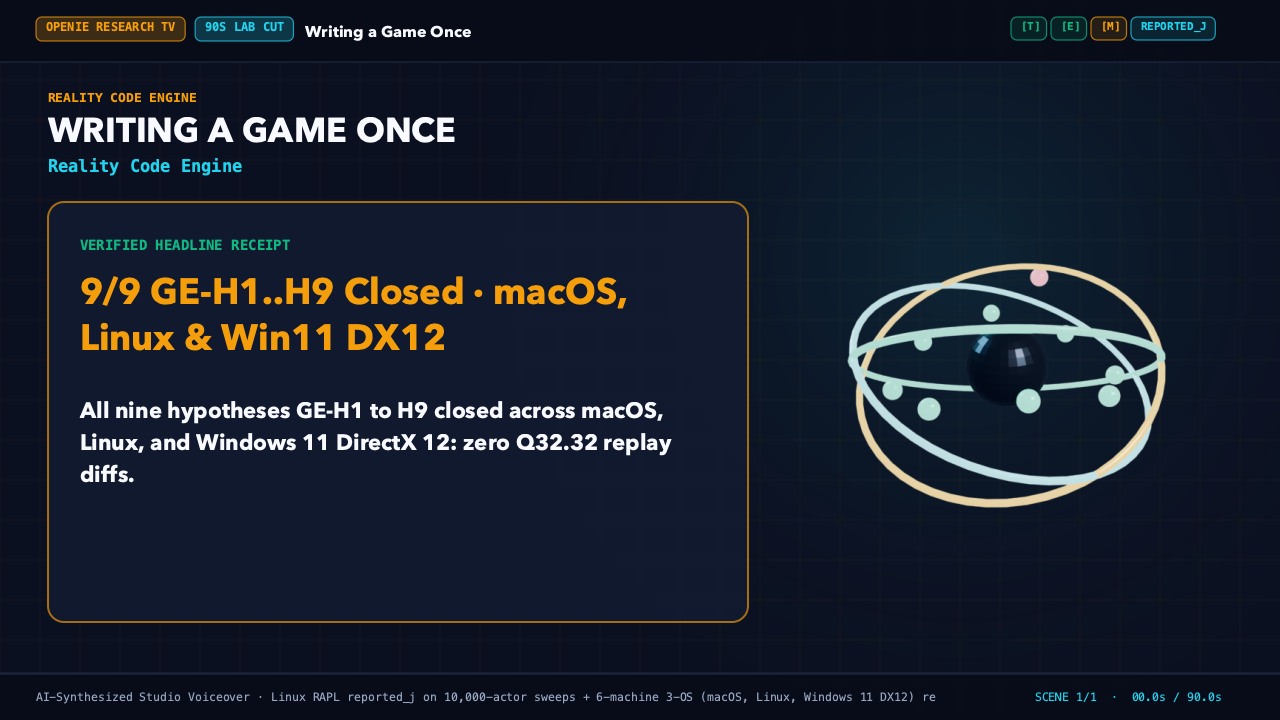 OPENIE RESEARCH TV
90S LAB CUT
Writing a Game Once
[T]
[E]
[M]
REPORTED_J
REALITY CODE ENGINE
WRITING A GAME ONCE
Reality Code Engine
VERIFIED HEADLINE RECEIPT
9/9 GE-H1..H9 Closed · macOS,
Linux & Win11 DX12
All nine hypotheses GE-H1 to H9 closed across macOS,
Linux, and Windows 11 DirectX 12: zero Q32.32 replay
diffs.
AI-Synthesized Studio Voiceover · Linux RAPL reported_j on 10,000-actor sweeps + 6-machine 3-OS (macOS, Linux, Windows 11 DX12) re
SCENE 1/1 · 00.0s / 90.0s